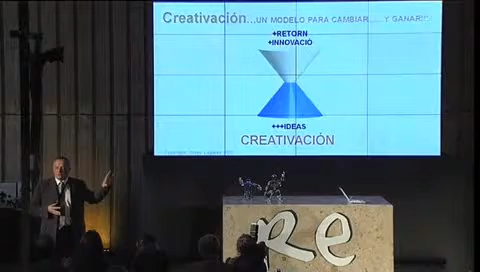 Creativación...UN MODELO PARA CAMBIAR..... Y GANAR!!!
+RETORN
+INNOVACIÓ
+++IDEAS
CREATIVACIÓN
Re